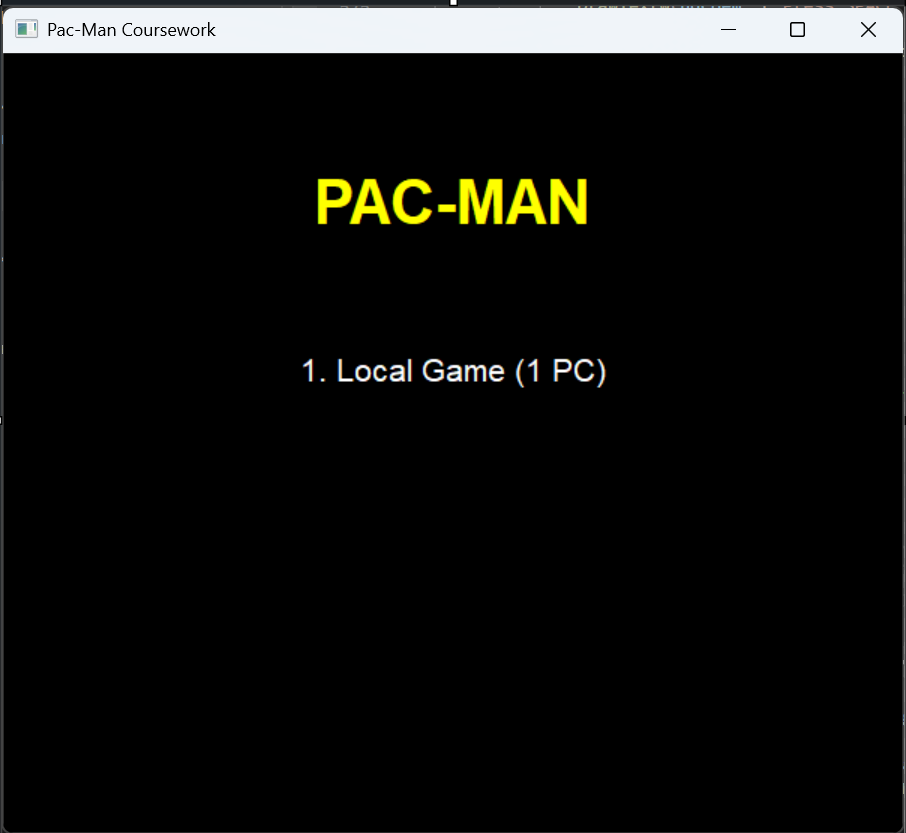 Pac-Man Coursework
PAC-MAN
1. Local Game (1 PC)